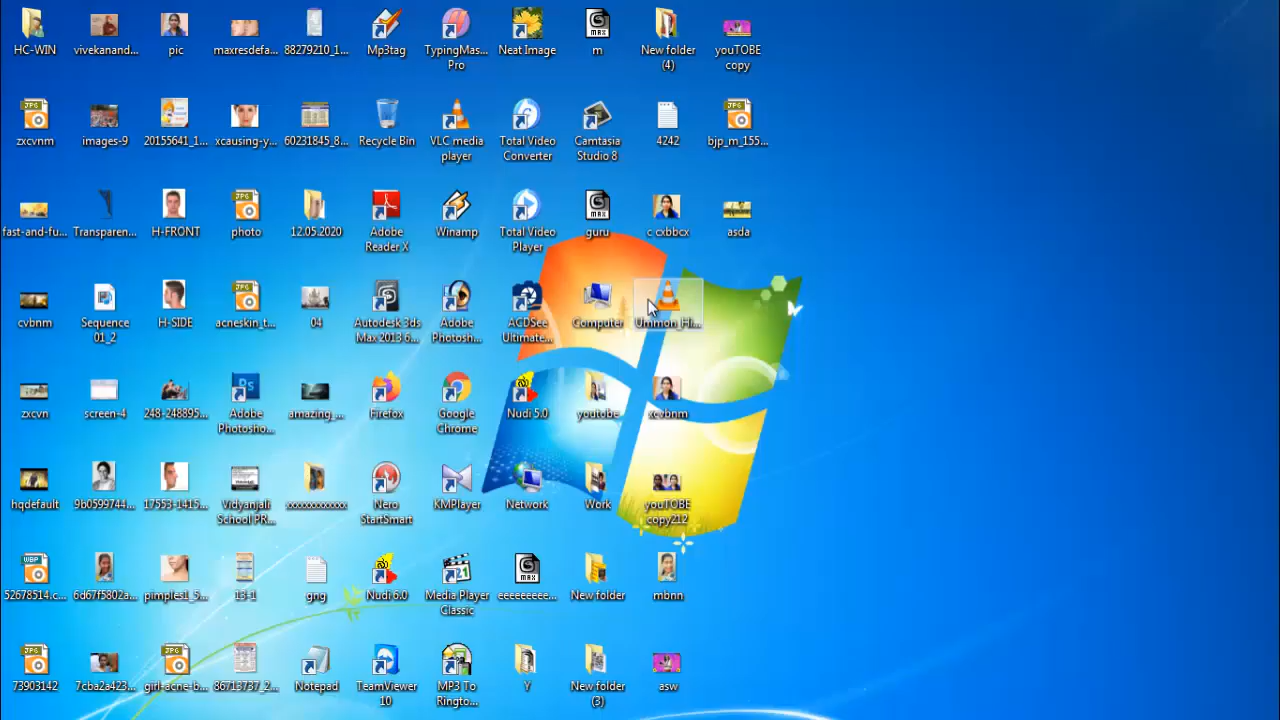 HC-WIN
vivekanand...
pic
maxresdefa...
88279210_1...
Mp3tag
TypingMas...
Pro
Neat Image
m
New folder
(4)
youTOBE
copy
zxcvnm
images-9
20155641_1...
xcausing-y...
60231845_8...
Recycle Bin
VLC media
player
Total Video
Converter
Camtasia
Studio 8
4242
bjp_m_155...
fast-and-fu...
Transparen...
H-FRONT
photo
12.05.2020
Adobe
Reader X
Winamp
Total Video
Player
guru
c cxbbcx
asda
cvbnm
Sequence
01_2
H-SIDE
acneskin_t...
04
Autodesk 3ds
Max 2013 6...
Adobe
Photosh...
ACDSee
Ultimate...
Computer
Ummon_Hi...
zxcvn
screen-4
248-248895...
Adobe
Photosho...
amazing_...
Firefox
Google
Chrome
Nudi 5.0
youtube
xcvbnm
hqdefault
9b0599744...
17553-1415...
Vidyanjali
School PR...
xxxxxxxxxxxx
Nero
StartSmart
KMPlayer
Network
Work
youTOBE
copy212
52678514.c...
6d67f5802a...
pimples1_5...
13-1
gng
Nudi 6.0
Media Player
Classic
eeeeeeee...
New folder
mbnn
73903142
7cba2a423...
girl-acne-b...
86713737_2...
Notepad
TeamViewer
10
MP3 To
Ringto...
Y
New folder
(3)
asw